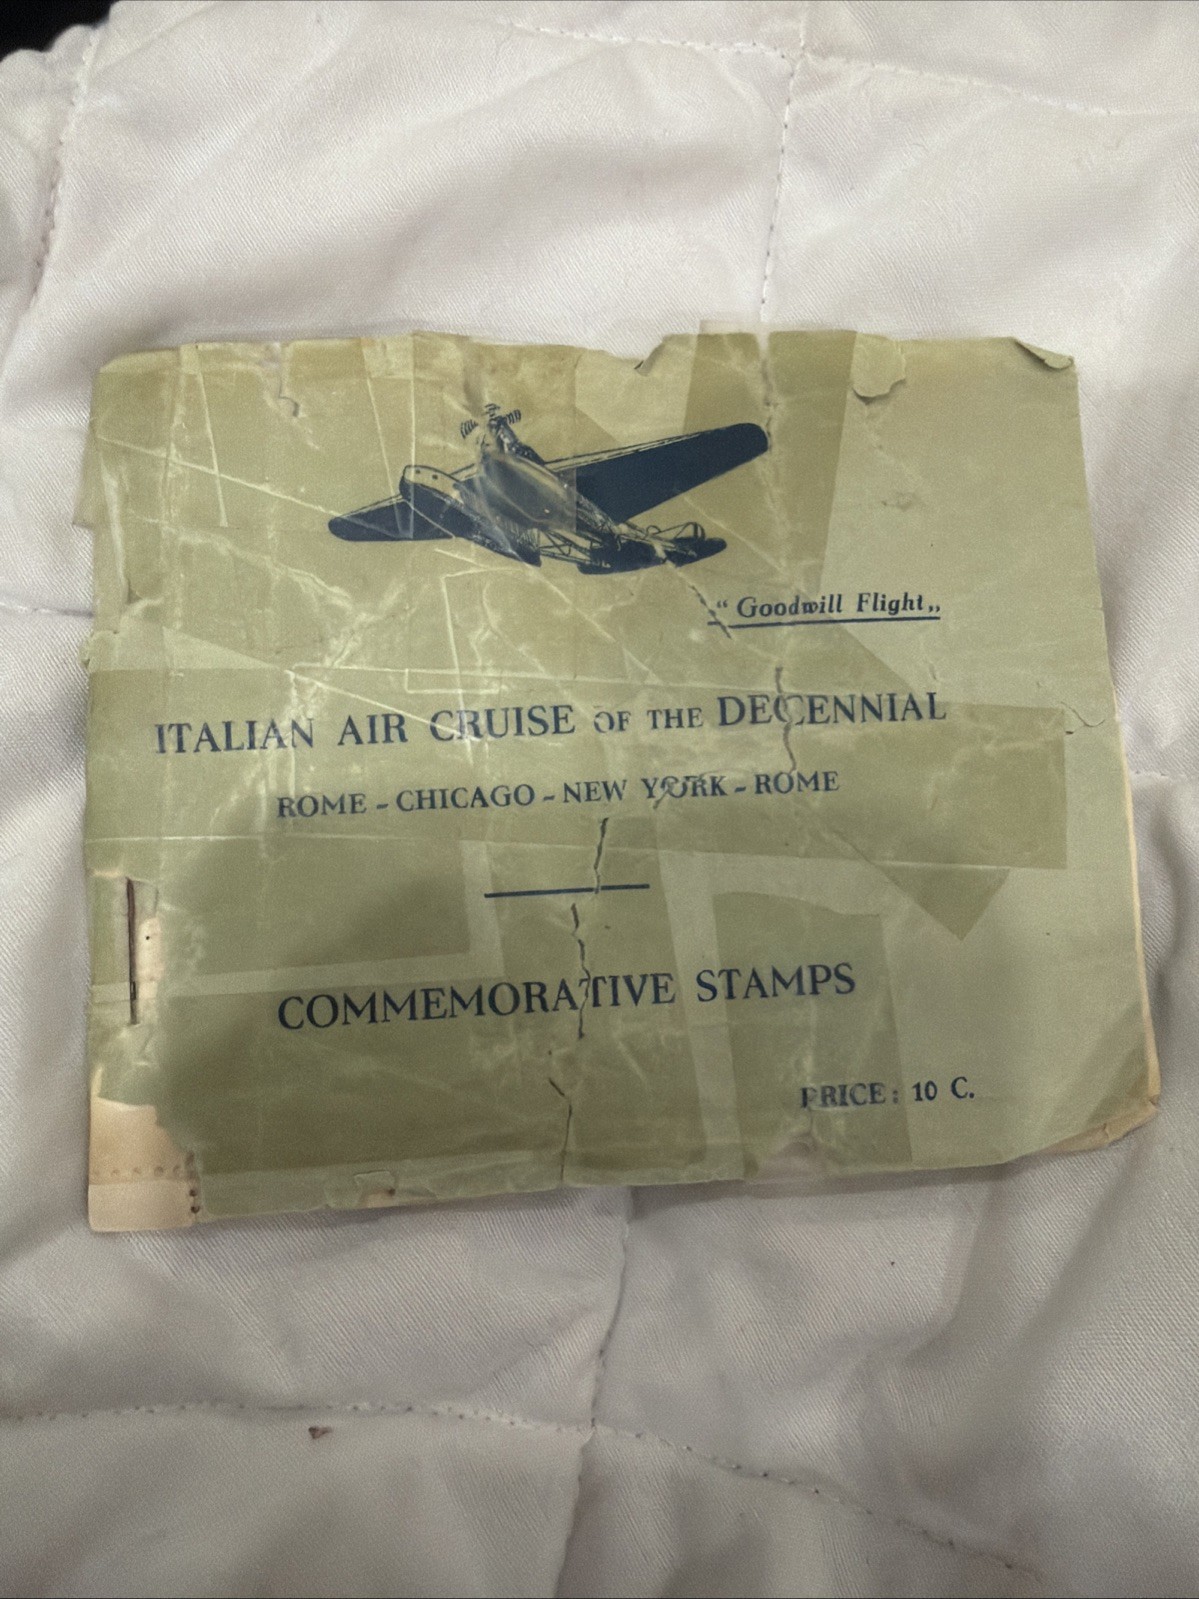 “Goodwill Flight„
ITALIAN AIR CRUISE OF THE DECENNIAL
ROME - CHICAGO - NEW YORK - ROME
COMMEMORATIVE STAMPS
PRICE: 10 C.